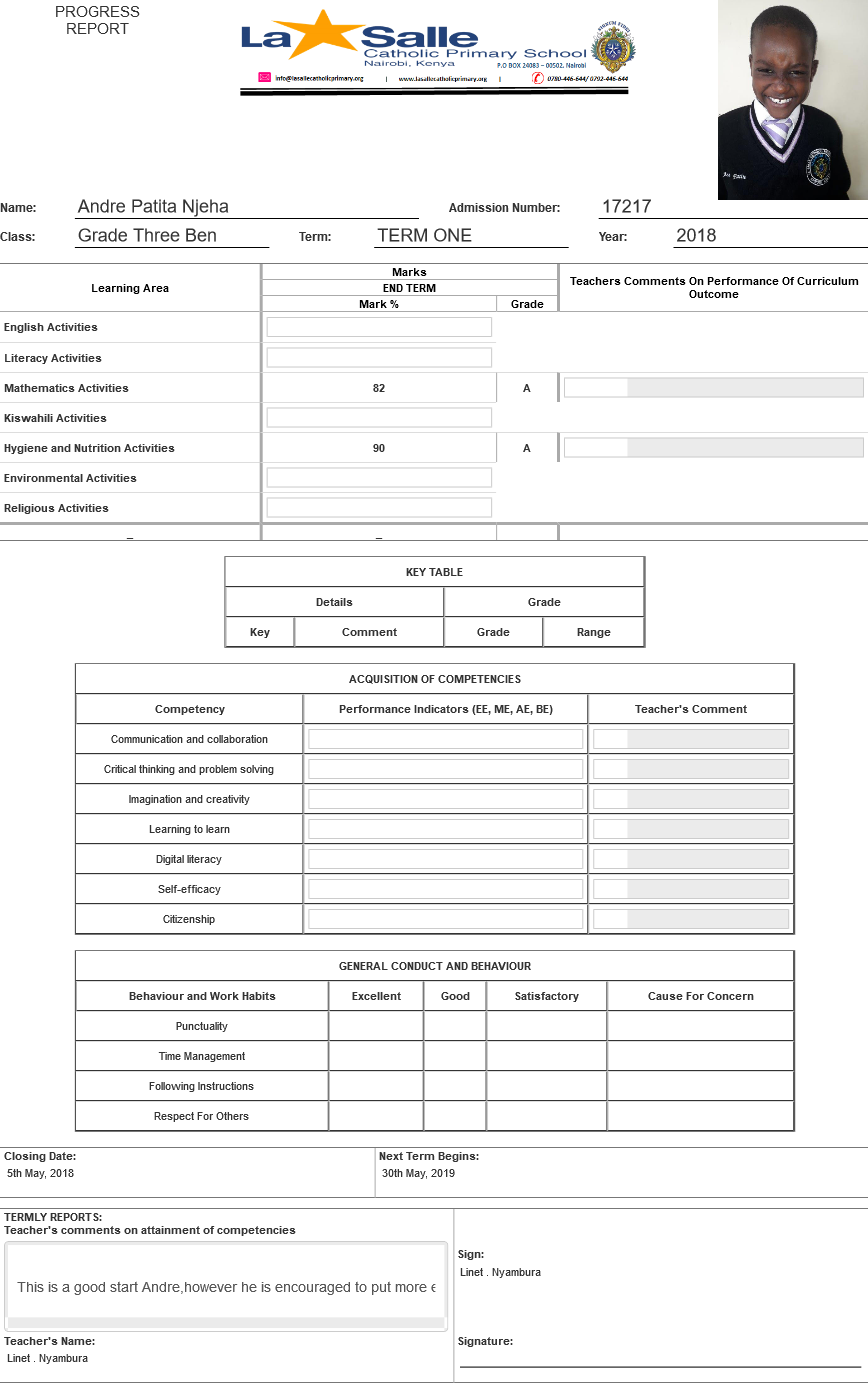 PROGRESS
REPORT
La Salle
Catholic Primary School
Nairobi, Kenya
P.O BOX 24083 – 00502, Nairobi
info@lasallecatholicprimary.org | www.lasallecatholicprimary.org | 0780-446-644/ 0792-446-644
Name: Andre Patita Njeha Admission Number: 17217
Class: Grade Three Ben Term: TERM ONE Year: 2018
Learning Area Marks Teachers Comments On Performance Of Curriculum Outcome
END TERM
Mark % Grade
English Activities
Literacy Activities
Mathematics Activities 82 A
Kiswahili Activities
Hygiene and Nutrition Activities 90 A
Environmental Activities
Religious Activities
_ _
KEY TABLE
Details Grade
Key Comment Grade Range
ACQUISITION OF COMPETENCIES
Competency Performance Indicators (EE, ME, AE, BE) Teacher's Comment
Communication and collaboration
Critical thinking and problem solving
Imagination and creativity
Learning to learn
Digital literacy
Self-efficacy
Citizenship
GENERAL CONDUCT AND BEHAVIOUR
Behaviour and Work Habits Excellent Good Satisfactory Cause For Concern
Punctuality
Time Management
Following Instructions
Respect For Others
Closing Date: Next Term Begins:
5th May, 2018 30th May, 2019
TERMLY REPORTS:
Teacher's comments on attainment of competencies
This is a good start Andre,however he is encouraged to put more
Sign:
Linet . Nyambura
Teacher's Name: Signature:
Linet . Nyambura